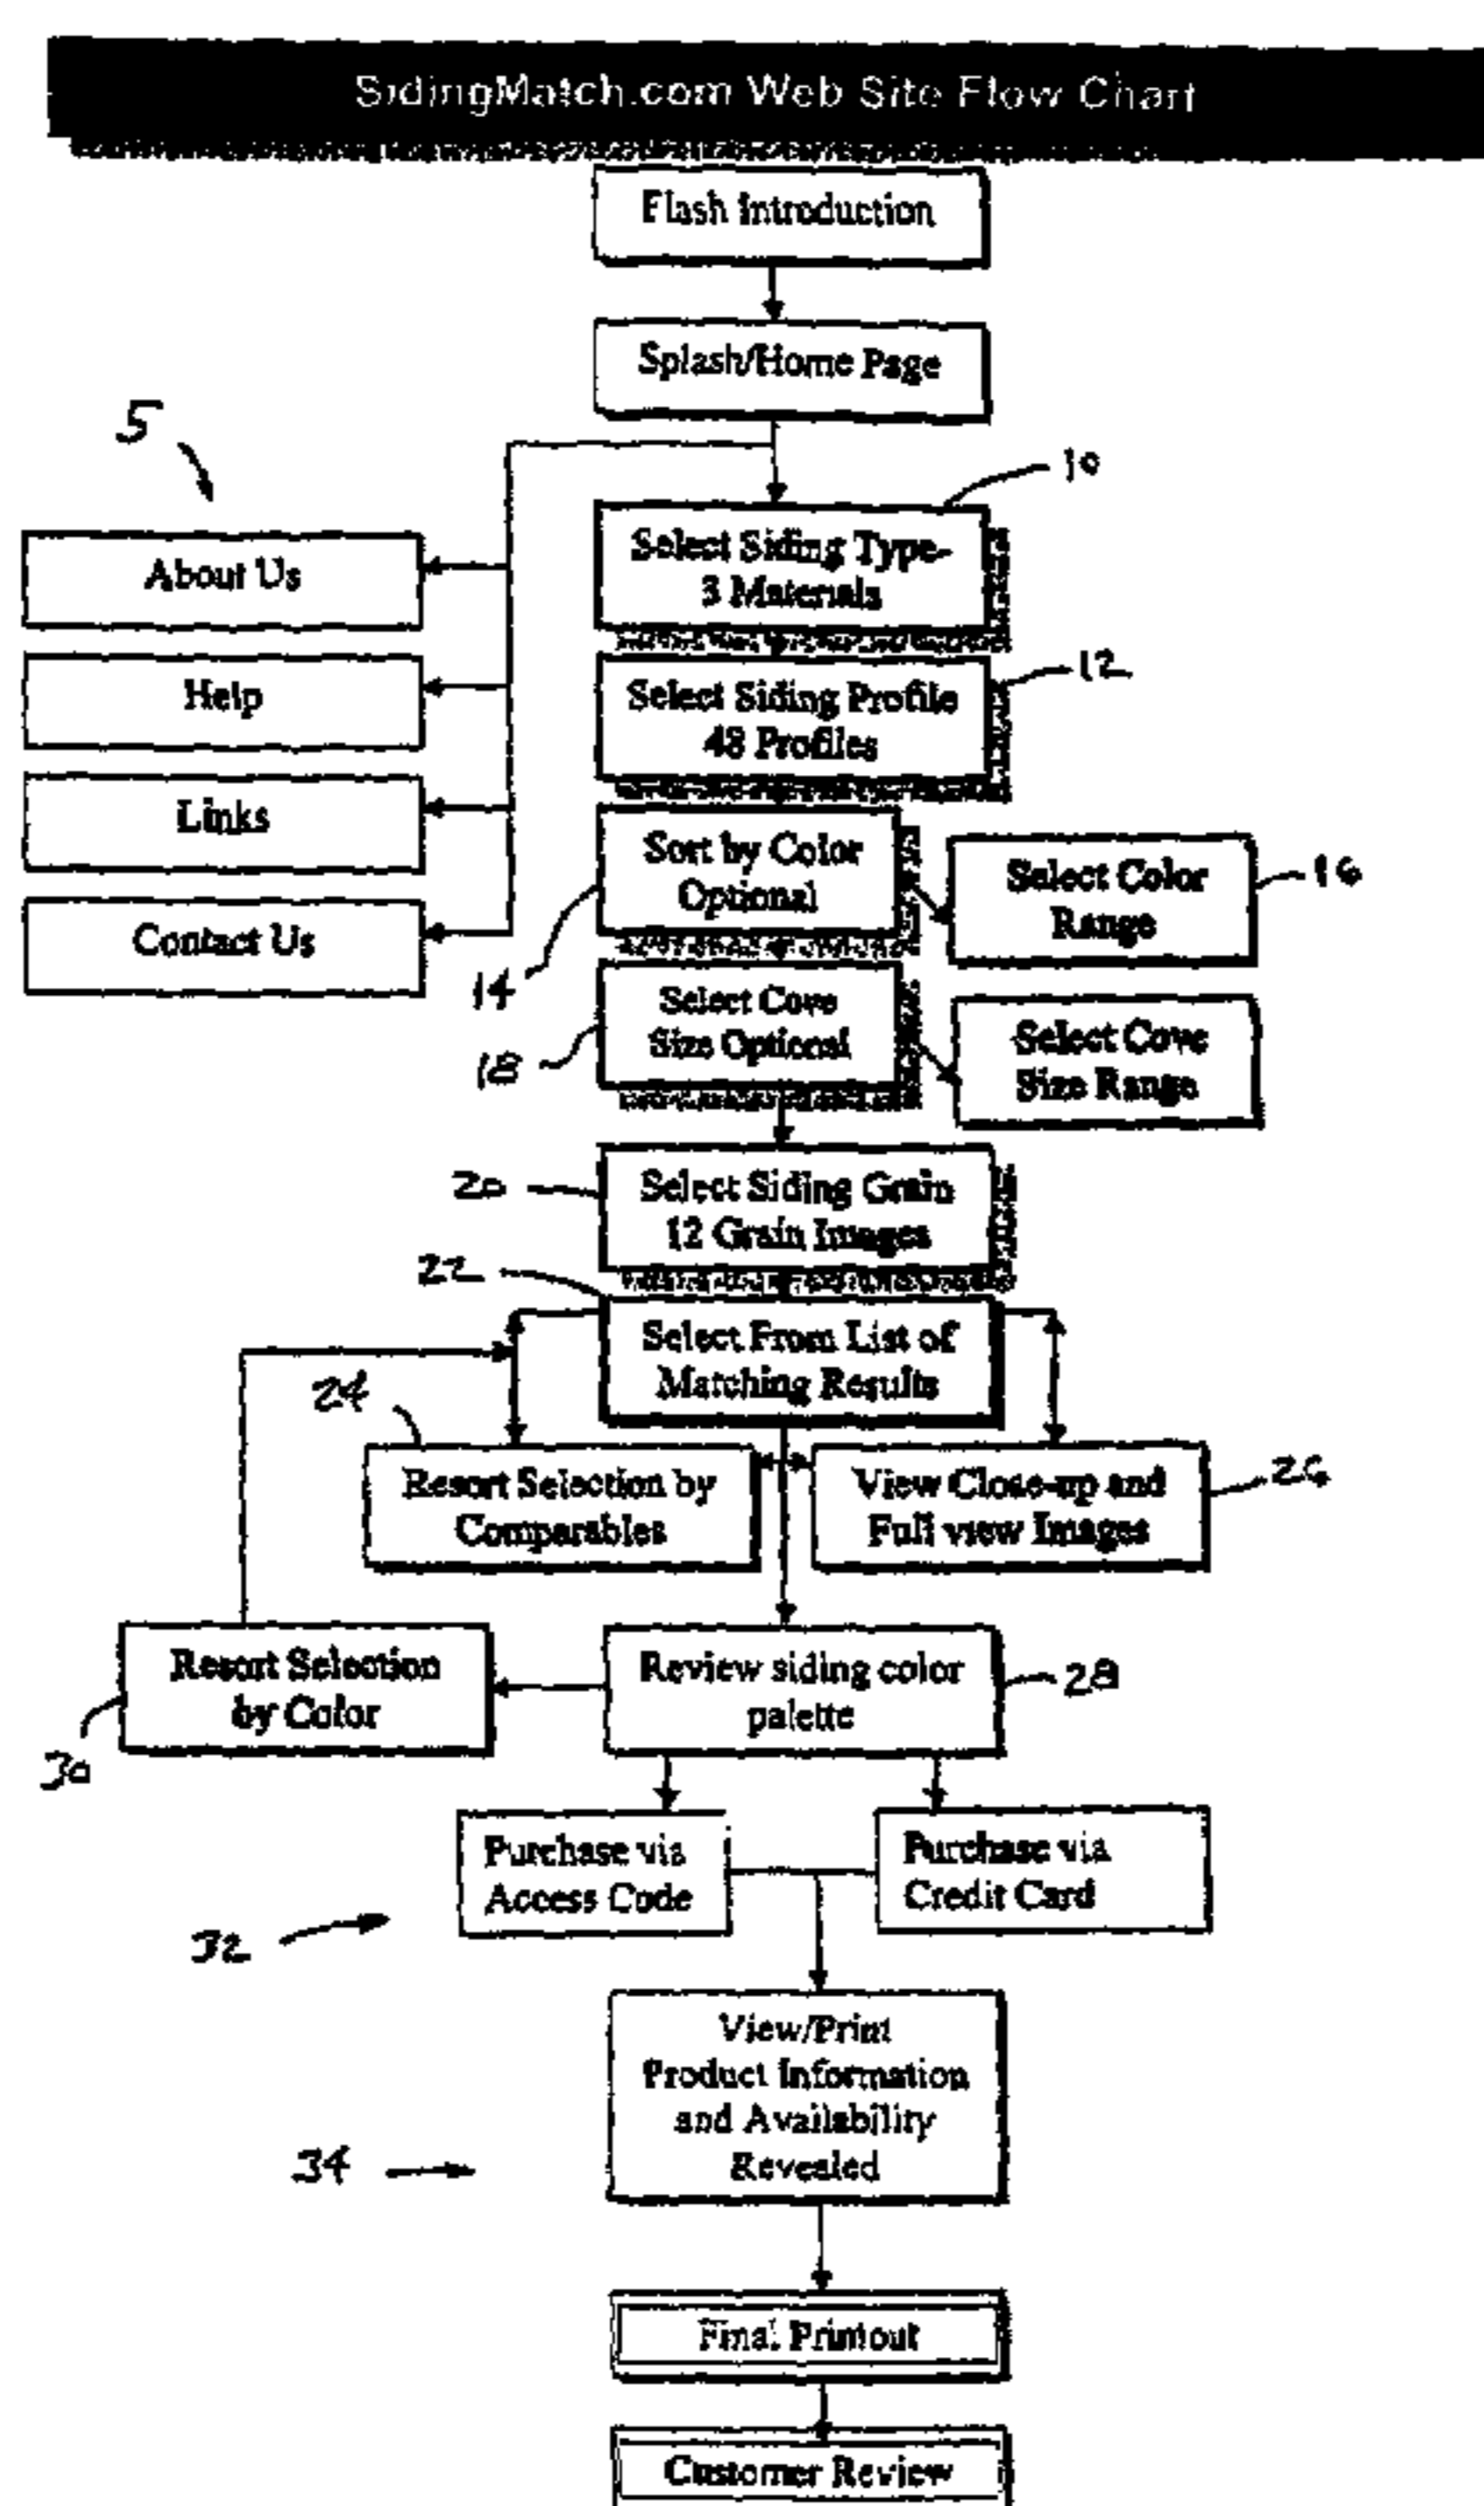 SidingMatch.com Web Site Flow Chart
Flash Introduction
Splash/Home Page
5
10
About Us
Select Siding Type-
3 Materials
12
Help
Select Siding Profile
48 Profiles
Links
Sort by Color
Optional
Select Color
Range
16
Contact Us
14
Select Cove
Size Optional
Select Cove
Size Range
18
20
Select Siding Grain
12 Grain Images
22
Select From List of
Matching Results
24
Resort Selection by
Comparables
View Close-up and
Full view Images
26
Resort Selection
by Color
Review siding color
palette
28
30
Purchase via
Access Code
Purchase via
Credit Card
32
View/Print
Product Information
and Availability
Revealed
34
Final Printout
Customer Review